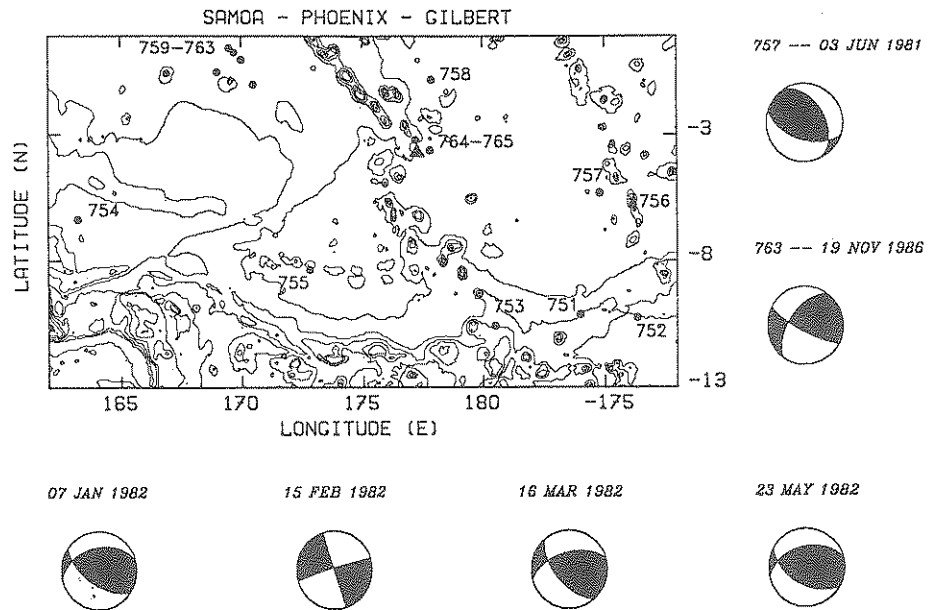 SAMOA - PHOENIX - GILBERT
759-763
758
764-765
757
756
754
755
753
751
752
-3
-8
-13
LATITUDE (N)
165
170
175
180
-175
LONGITUDE (E)
757 -- 03 JUN 1981
763 -- 19 NOV 1986
07 JAN 1982
15 FEB 1982
16 MAR 1982
23 MAY 1982